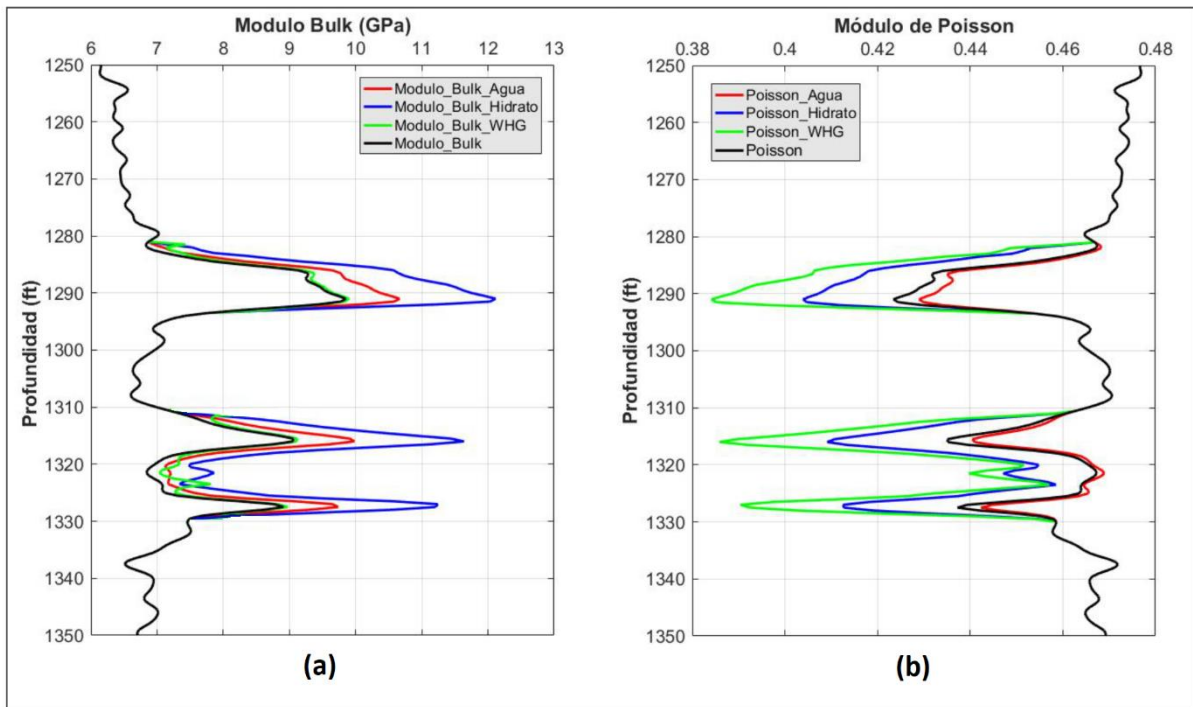 Modulo Bulk (GPa)
6 7 8 9 10 11 12 13
1250
1260
1270
1280
1290
1300
1310
1320
1330
1340
1350
Profundidad (ft)
Modulo_Bulk_Agua
Modulo_Bulk_Hidrato
Modulo_Bulk_WHG
Modulo_Bulk
(a)
Módulo de Poisson
0.38 0.4 0.42 0.44 0.46 0.48
1250
1260
1270
1280
1290
1300
1310
1320
1330
1340
1350
Profundidad (ft)
Poisson_Agua
Poisson_Hidrato
Poisson_WHG
Poisson
(b)